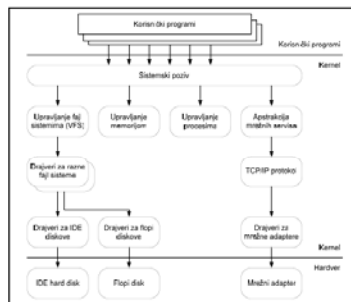 Korisnički programi
Korisnički programi
Kernel
Sistemski poziv
Upravljanje fajl
sistemima (VFS)
Upravljanje
memorijom
Upravljanje
procesima
Apstrakcija
mrežnih servisa
Drajveri za razne
fajl sisteme
TCP/IP protokol
Drajveri za IDE
diskove
Drajveri za flopi
diskove
Drajveri za
mrežne adaptere
Kernel
Hardver
IDE hard disk
Flopi disk
Mrežni adapter